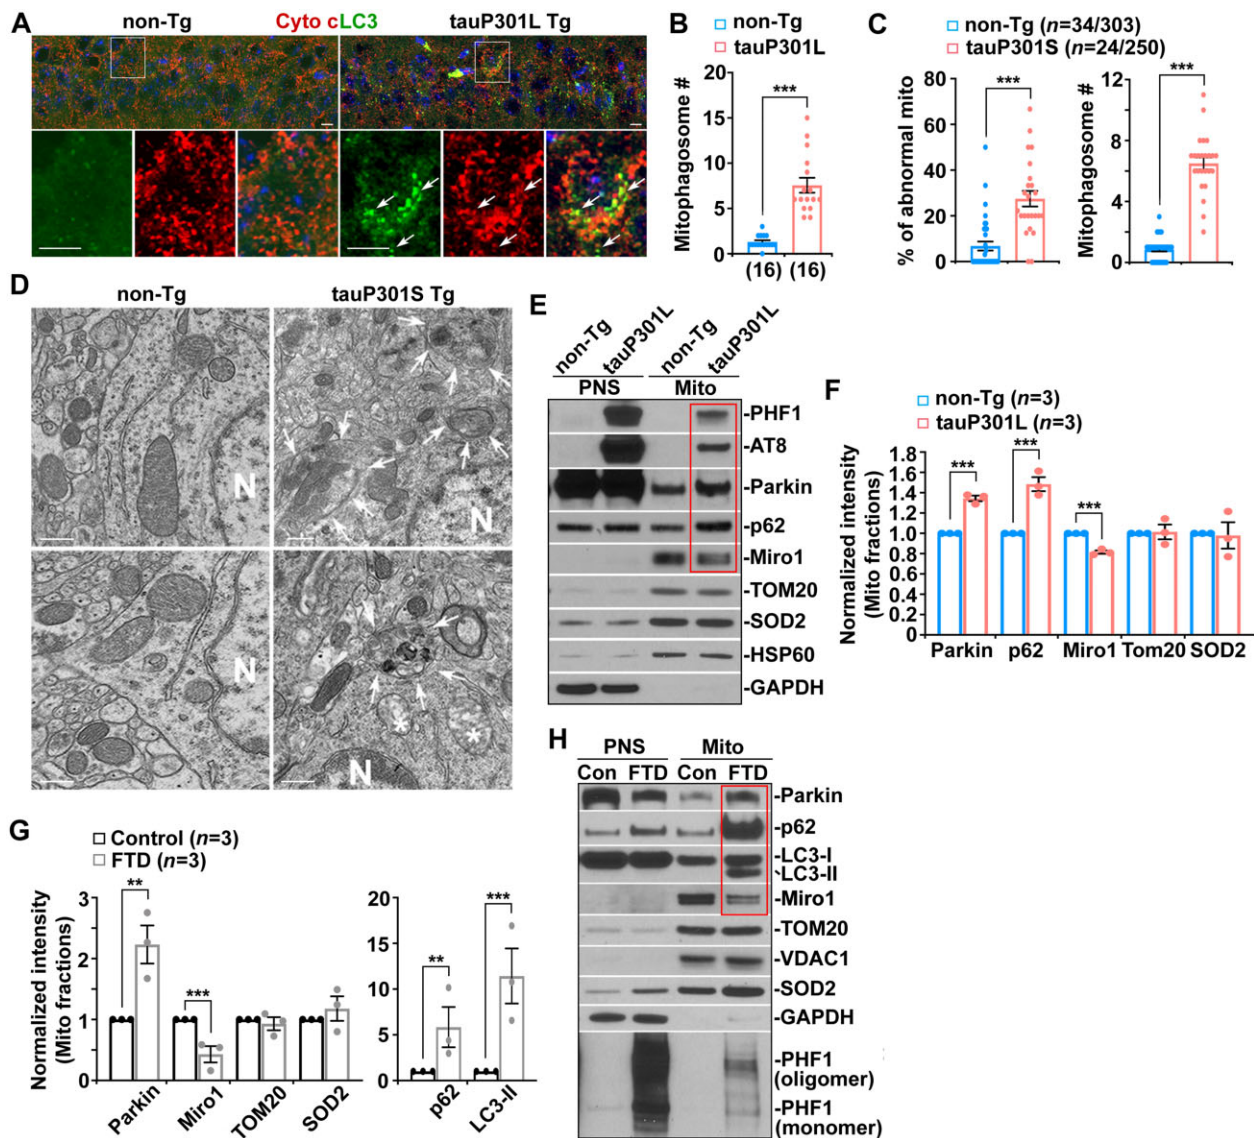 A
non-Tg
Cyto cLC3
tauP301L Tg
B
non-Tg
tauP301L
Mitophagosome #
20
15
10
5
0
***
(16) (16)
C
non-Tg (n=34/303)
tauP301S (n=24/250)
% of abnormal mito
80
60
40
20
0
***
Mitophagosome #
12
10
8
6
4
2
0
***
D
non-Tg
tauP301S Tg
N
N
N
N
*
*
E
non-Tg
tauP301L
non-Tg
tauP301L
PNS
Mito
-PHF1
-AT8
-Parkin
-p62
-Miro1
-TOM20
-SOD2
-HSP60
-GAPDH
F
non-Tg (n=3)
tauP301L (n=3)
Normalized intensity
(Mito fractions)
1.8
1.6
1.4
1.2
1.0
0.8
0.6
0.4
0.2
0
***
***
***
Parkin p62 Miro1 Tom20 SOD2
G
Control (n=3)
FTD (n=3)
Normalized intensity
(Mito fractions)
3
2
1
0
**
***
Parkin
Miro1
TOM20
SOD2
20
15
10
5
0
**
***
p62
LC3-II
H
PNS
Mito
Con FTD Con FTD
-Parkin
-p62
-LC3-I
-LC3-II
-Miro1
-TOM20
-VDAC1
-SOD2
-GAPDH
-PHF1
(oligomer)
-PHF1
(monomer)